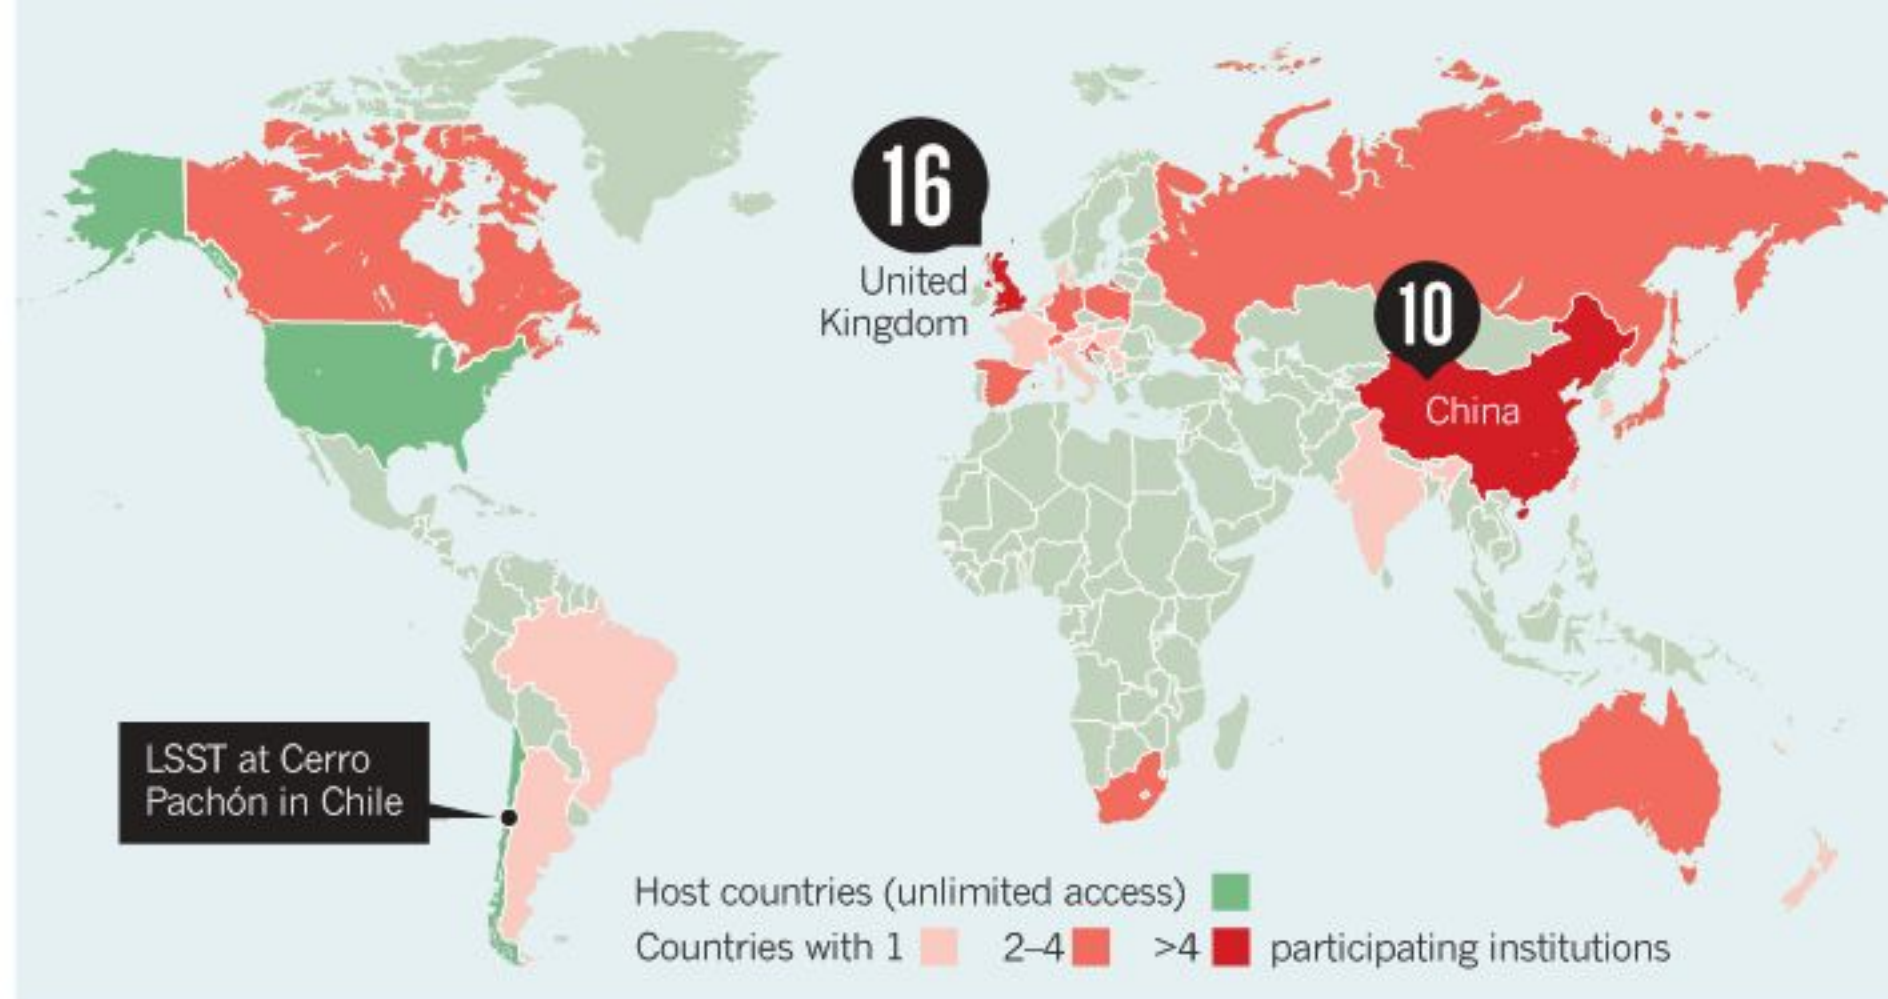 16
United
Kingdom
10
China
LSST at Cerro
Pachón in Chile
Host countries (unlimited access)
Countries with 1 2–4 >4 participating institutions